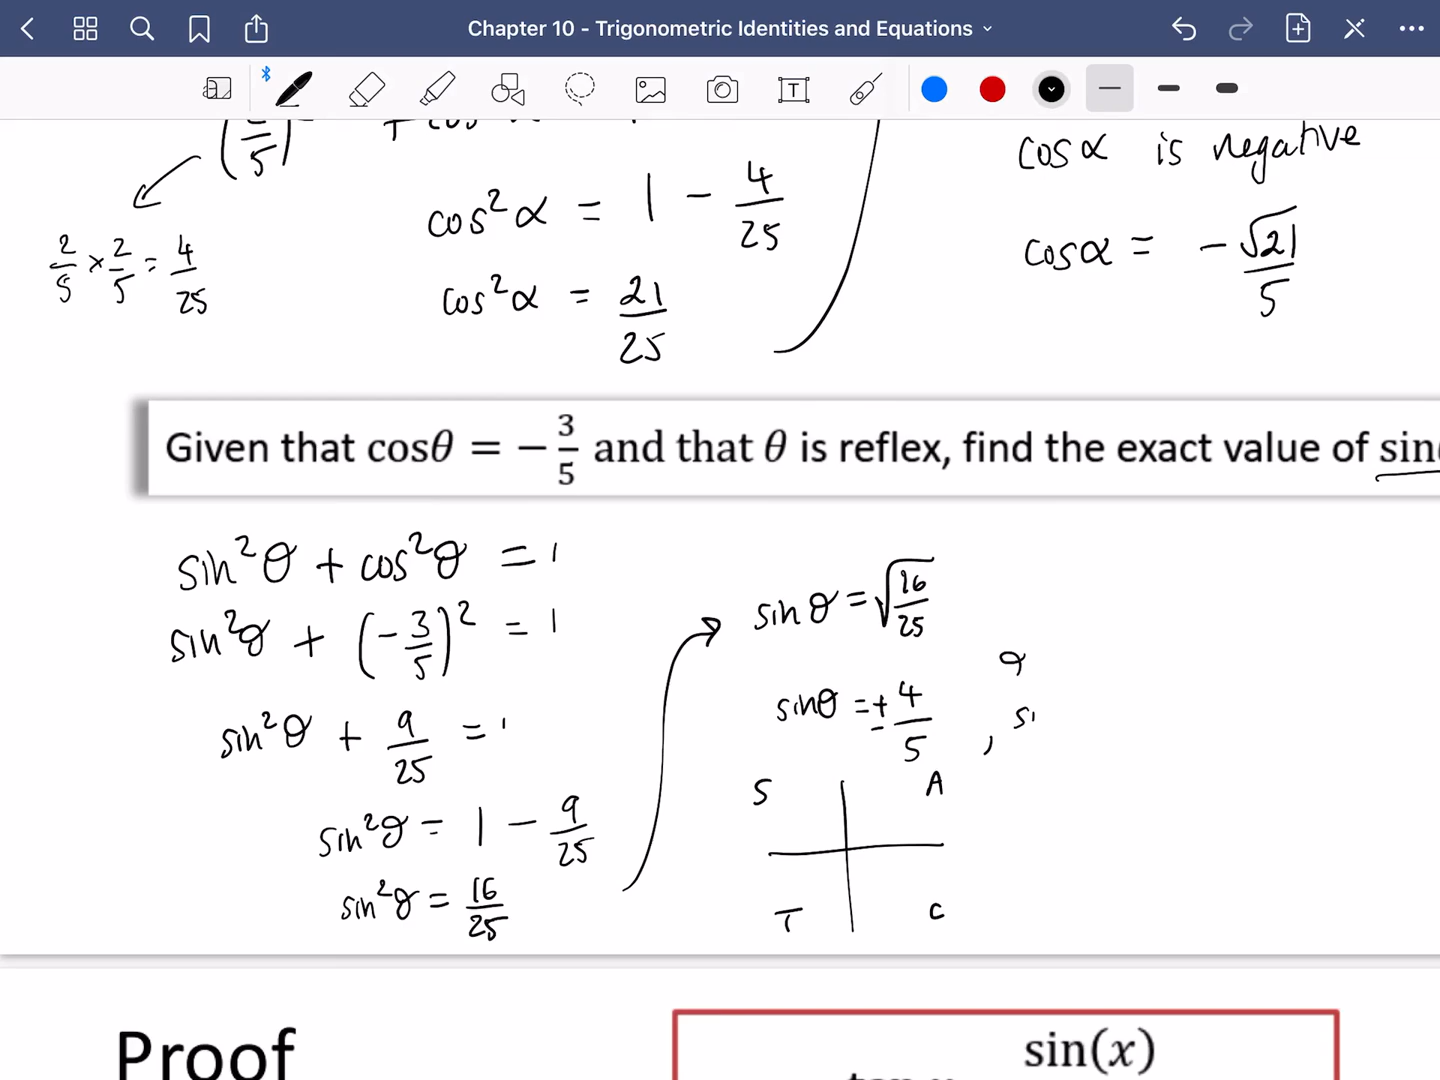 Chapter 10 - Trigonometric Identities and Equations
cos²α = 1 - 4/25
cosα is negative
2/5 × 2/5 = 4/25
cos²α = 21/25
cosα = -√21/5
Given that cosθ = -3/5 and that θ is reflex, find the exact value of sin
sin²θ + cos²θ = 1
sin²θ + (-3/5)² = 1
sin²θ + 9/25 = 1
sin²θ = 1 - 9/25
sin²θ = 16/25
sinθ = √16/25
sinθ = ± 4/5 ,
S A
T C
Proof
sin(x)